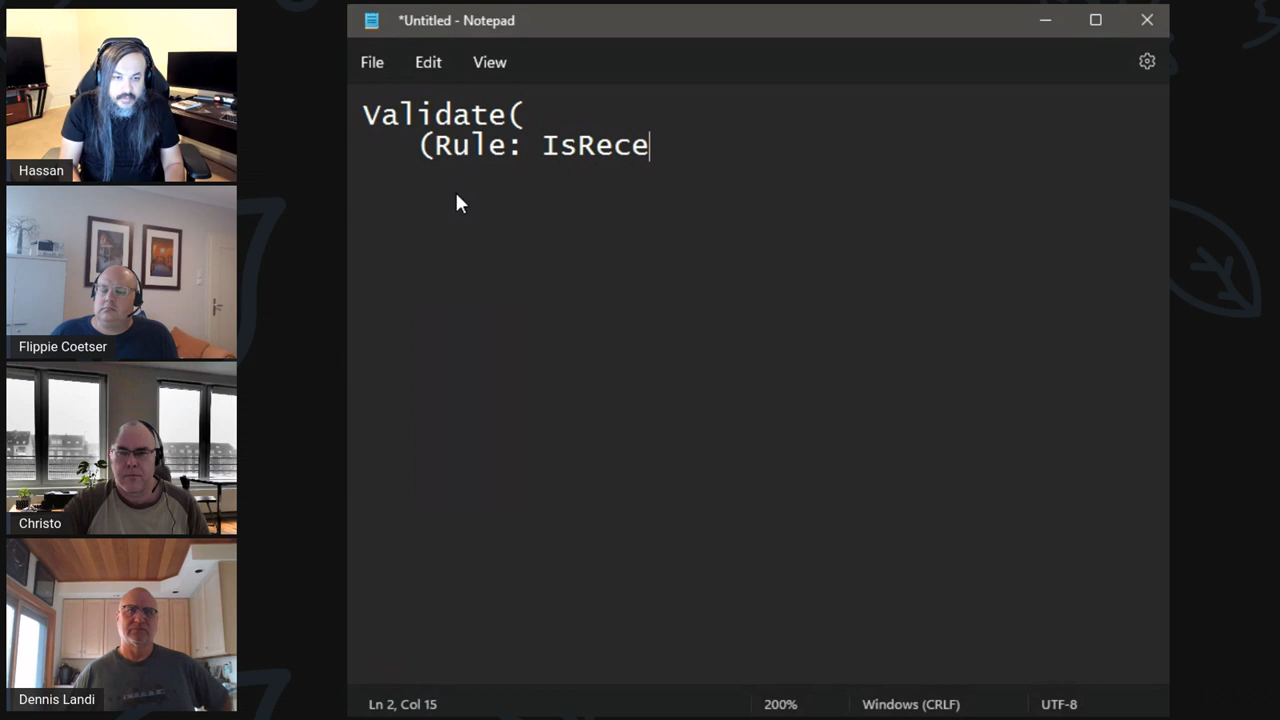 Hassan
Flippie Coetser
Christo
Dennis Landi
*Untitled - Notepad
File Edit View
Validate(
(Rule: IsRece
Ln 2, Col 15 200% Windows (CRLF) UTF-8